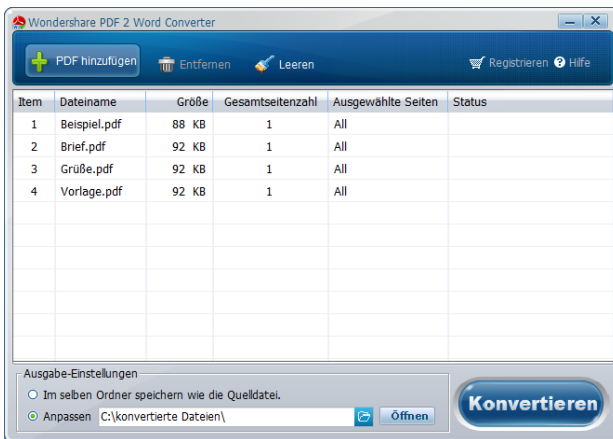 Wondershare PDF 2 Word Converter
PDF hinzufügen Entfernen Leeren Registrieren ? Hilfe
Item Dateiname Größe Gesamtseitenzahl Ausgewählte Seiten Status
1 Beispiel.pdf 88 KB 1 All
2 Brief.pdf 92 KB 1 All
3 Grüße.pdf 92 KB 1 All
4 Vorlage.pdf 92 KB 1 All
Ausgabe-Einstellungen
Im selben Ordner speichern wie die Quelldatei.
Anpassen C:\konvertierte Dateien\ Öffnen
Konvertieren